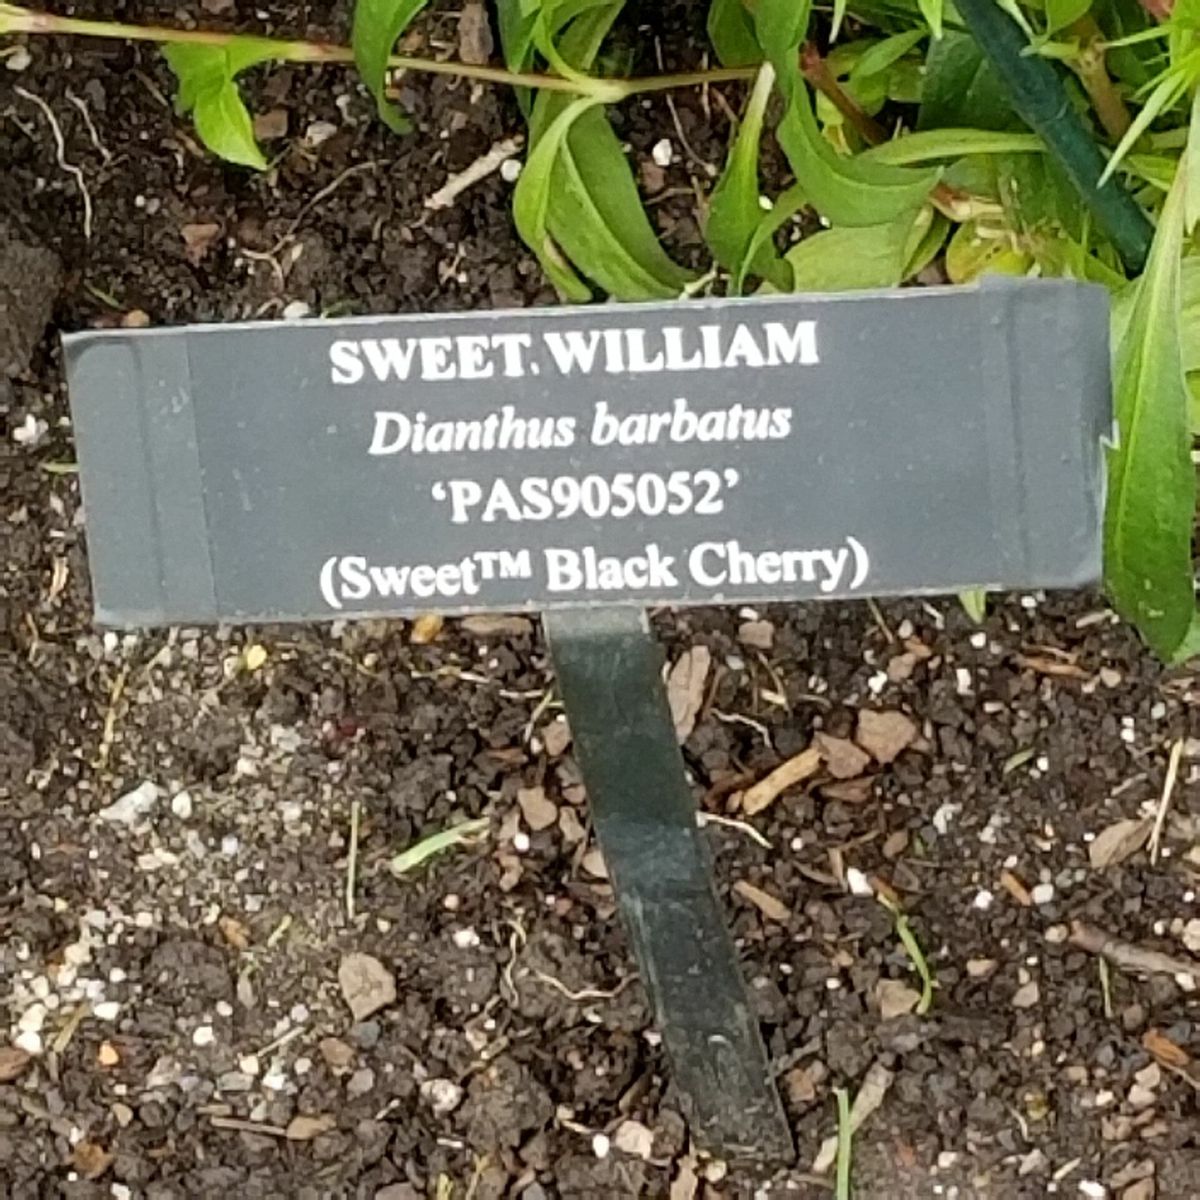 SWEET WILLIAM
Dianthus barbatus
‘PAS905052’
(Sweet™ Black Cherry)